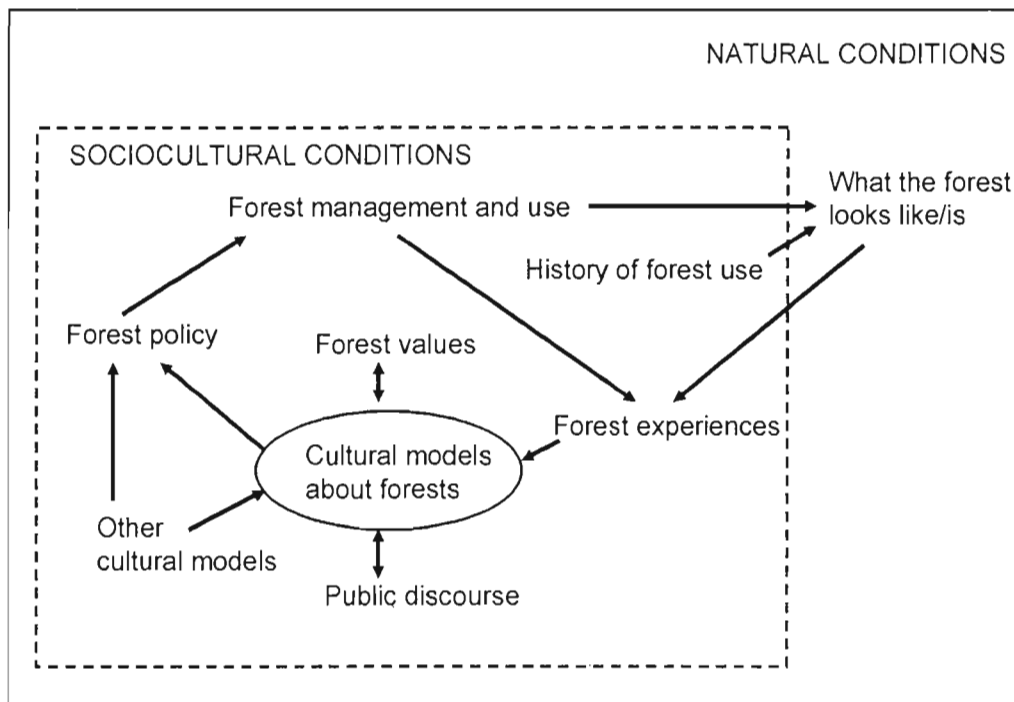 NATURAL CONDITIONS
SOCIOCULTURAL CONDITIONS
What the forest
looks like/is
Forest management and use
History of forest use
Forest policy
Forest values
Forest experiences
Cultural models
about forests
Other
cultural models
Public discourse